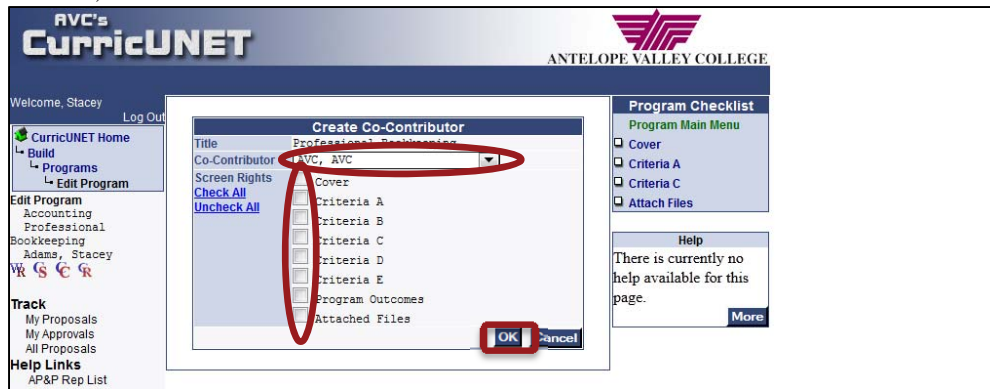 AVC's
CurricUNET
ANTELOPE VALLEY COLLEGE
Welcome, Stacey
Log Out
CurricUNET Home
Build
Programs
Edit Program
Edit Program
Accounting
Professional
Bookkeeping
Adams, Stacey
WR CS CC CR
Track
My Proposals
My Approvals
All Proposals
Help Links
AP&P Rep List
Create Co-Contributor
Title Professional Bookkeeping
Co-Contributor AVC, AVC
Screen Rights
Check All
Uncheck All
Cover
Criteria A
Criteria B
Criteria C
Criteria D
Criteria E
Program Outcomes
Attached Files
OK Cancel
Program Checklist
Program Main Menu
Cover
Criteria A
Criteria C
Attach Files
Help
There is currently no
help available for this
page.
More